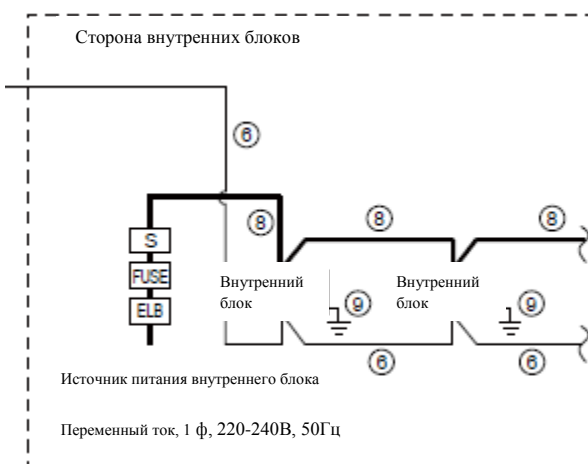 Сторона внутренних блоков
6
8
8
8
S
FUSE
ELB
Внутренний
блок
9
Внутренний
блок
9
6
6
Источник питания внутреннего блока
Переменный ток, 1 ф, 220-240В, 50Гц